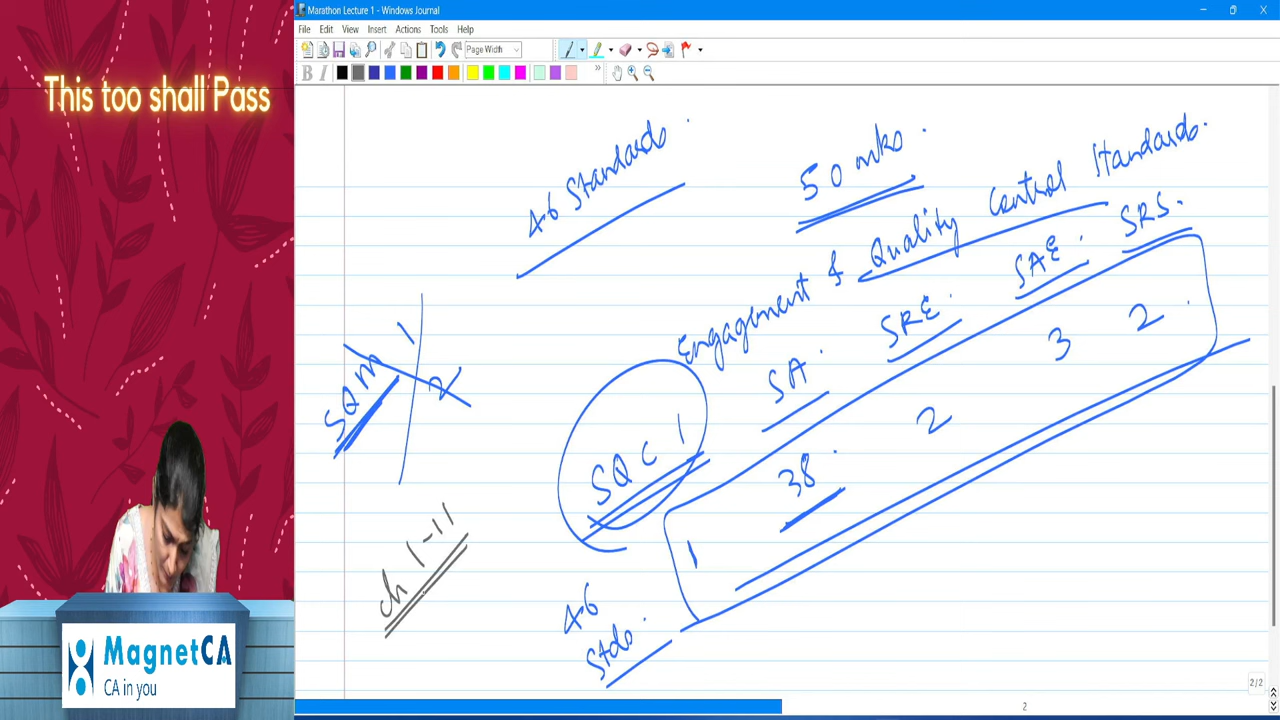 This too shall Pass
Marathon Lecture 1 - Windows Journal
File Edit View Insert Actions Tools Help
Page Width
B I
46 Standards.
50 mks.
Engagement & Quality Control Standards.
SQC 1 SA. SRE. SAE. SRS.
1 38. 2 3 2
46
Stds.
SQM 1
2
ch 1-11
MagnetCA
CA in you
2/2
2